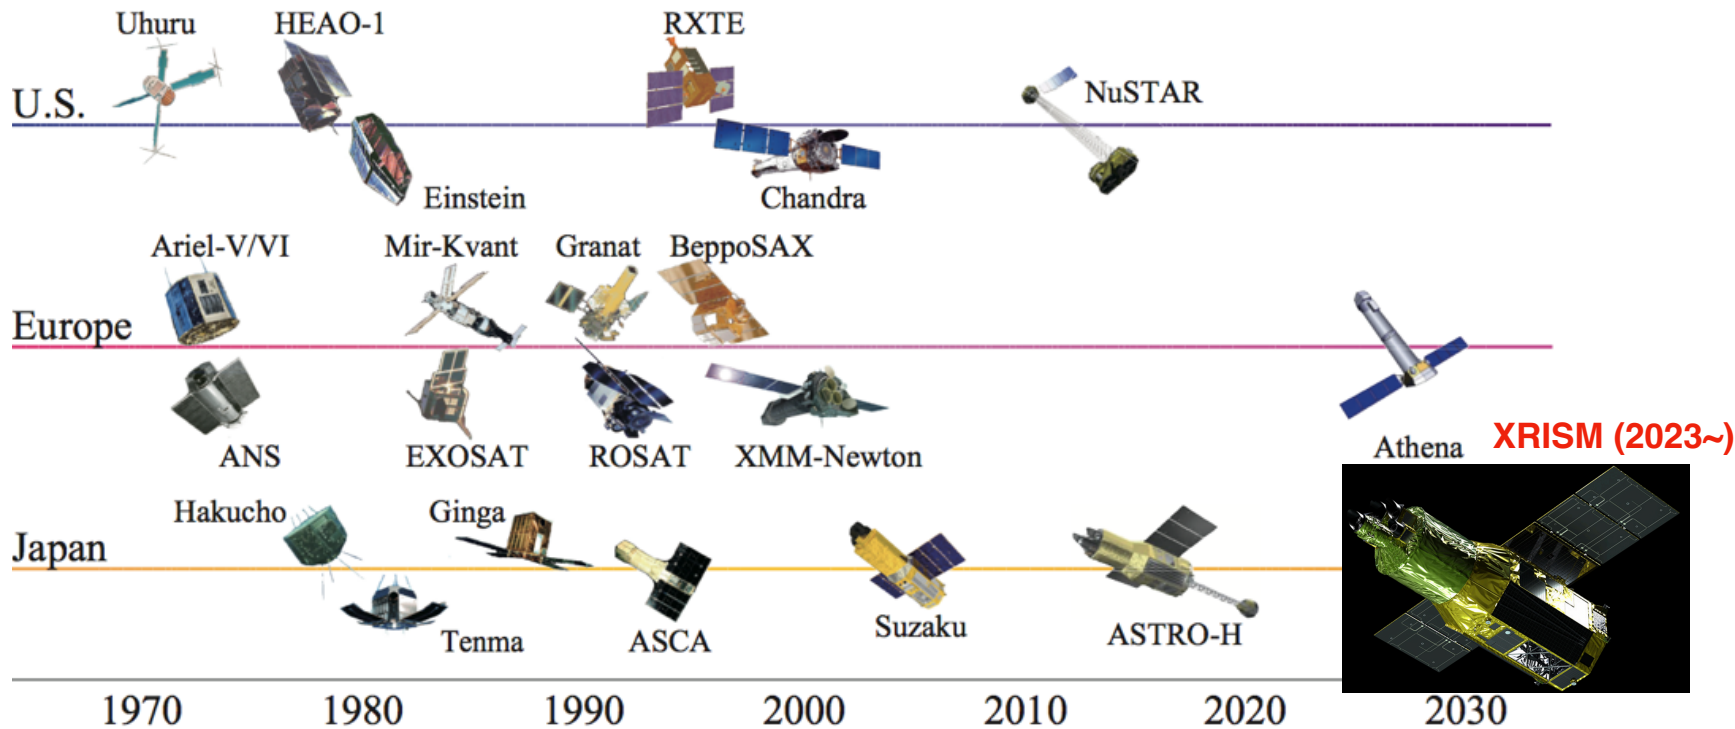 Uhuru HEAO-1 RXTE
U.S. NuSTAR
Einstein Chandra
Ariel-V/VI Mir-Kvant Granat BeppoSAX
Europe
ANS EXOSAT ROSAT XMM-Newton Athena XRISM (2023~)
Hakucho Ginga
Japan
Tenma ASCA Suzaku ASTRO-H
1970 1980 1990 2000 2010 2020 2030